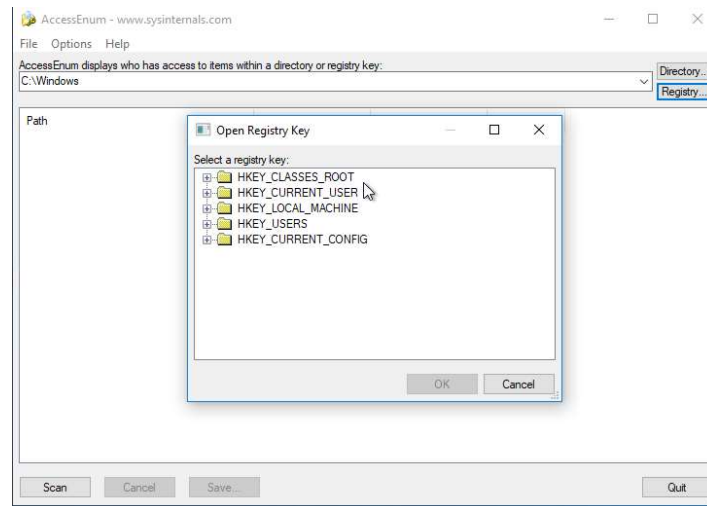 AccessEnum - www.sysinternals.com
File Options Help
AccessEnum displays who has access to items within a directory or registry key:
C:\Windows
Directory...
Registry...
Path
Open Registry Key
Select a registry key:
HKEY_CLASSES_ROOT
HKEY_CURRENT_USER
HKEY_LOCAL_MACHINE
HKEY_USERS
HKEY_CURRENT_CONFIG
OK Cancel
Scan Cancel Save... Quit